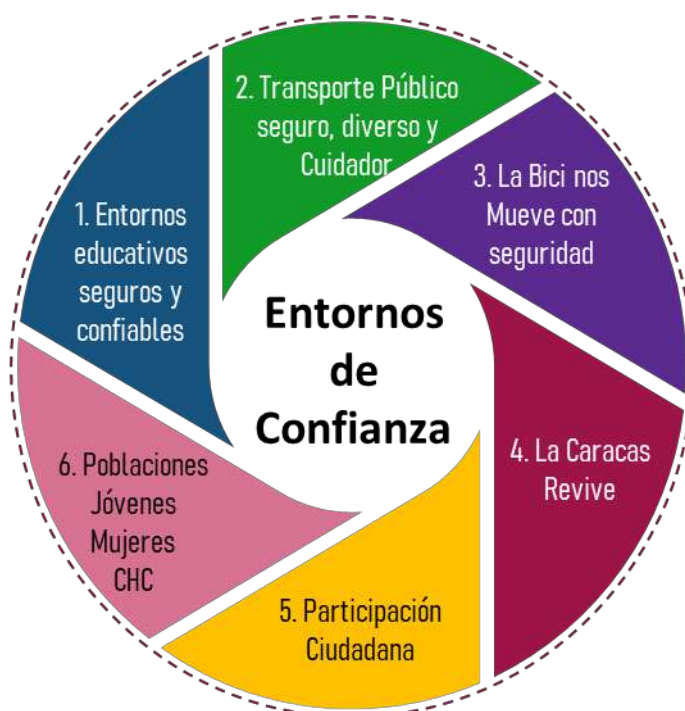 1. Entornos
educativos
seguros y
confiables
2. Transporte Público
seguro, diverso y
Cuidador
3. La Bici nos
Mueve con
seguridad
4. La Caracas
Revive
5. Participación
Ciudadana
6. Poblaciones
Jóvenes
Mujeres
CHC
Entornos
de
Confianza